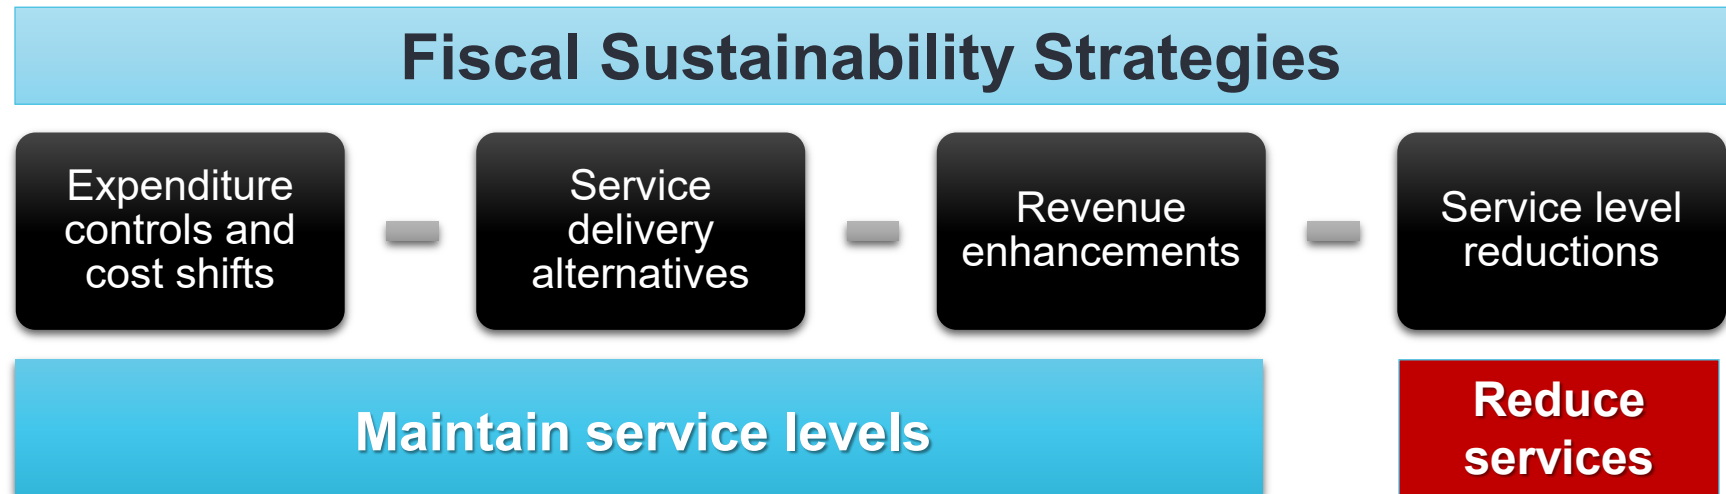 Fiscal Sustainability Strategies
Expenditure
controls and
cost shifts
Service
delivery
alternatives
Revenue
enhancements
Service level
reductions
Maintain service levels
Reduce
services